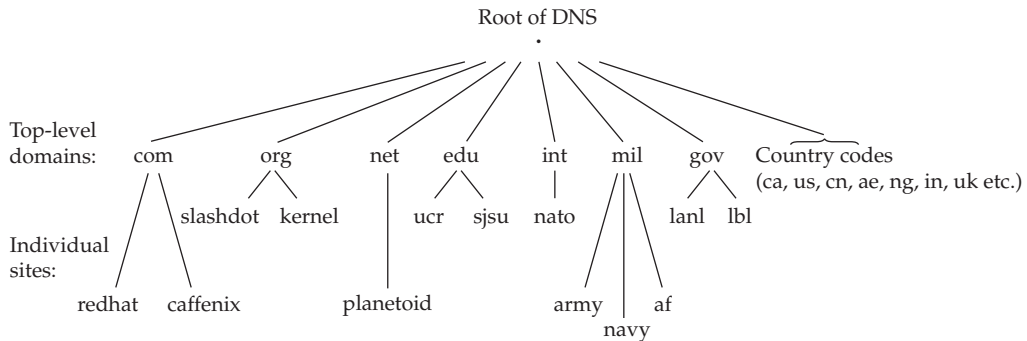 Root of DNS
.
Top-level
domains:
com org net edu int mil gov Country codes
(ca, us, cn, ae, ng, in, uk etc.)
slashdot kernel ucr sjsu nato lanl lbl
Individual
sites:
redhat caffenix planetoid army af
navy